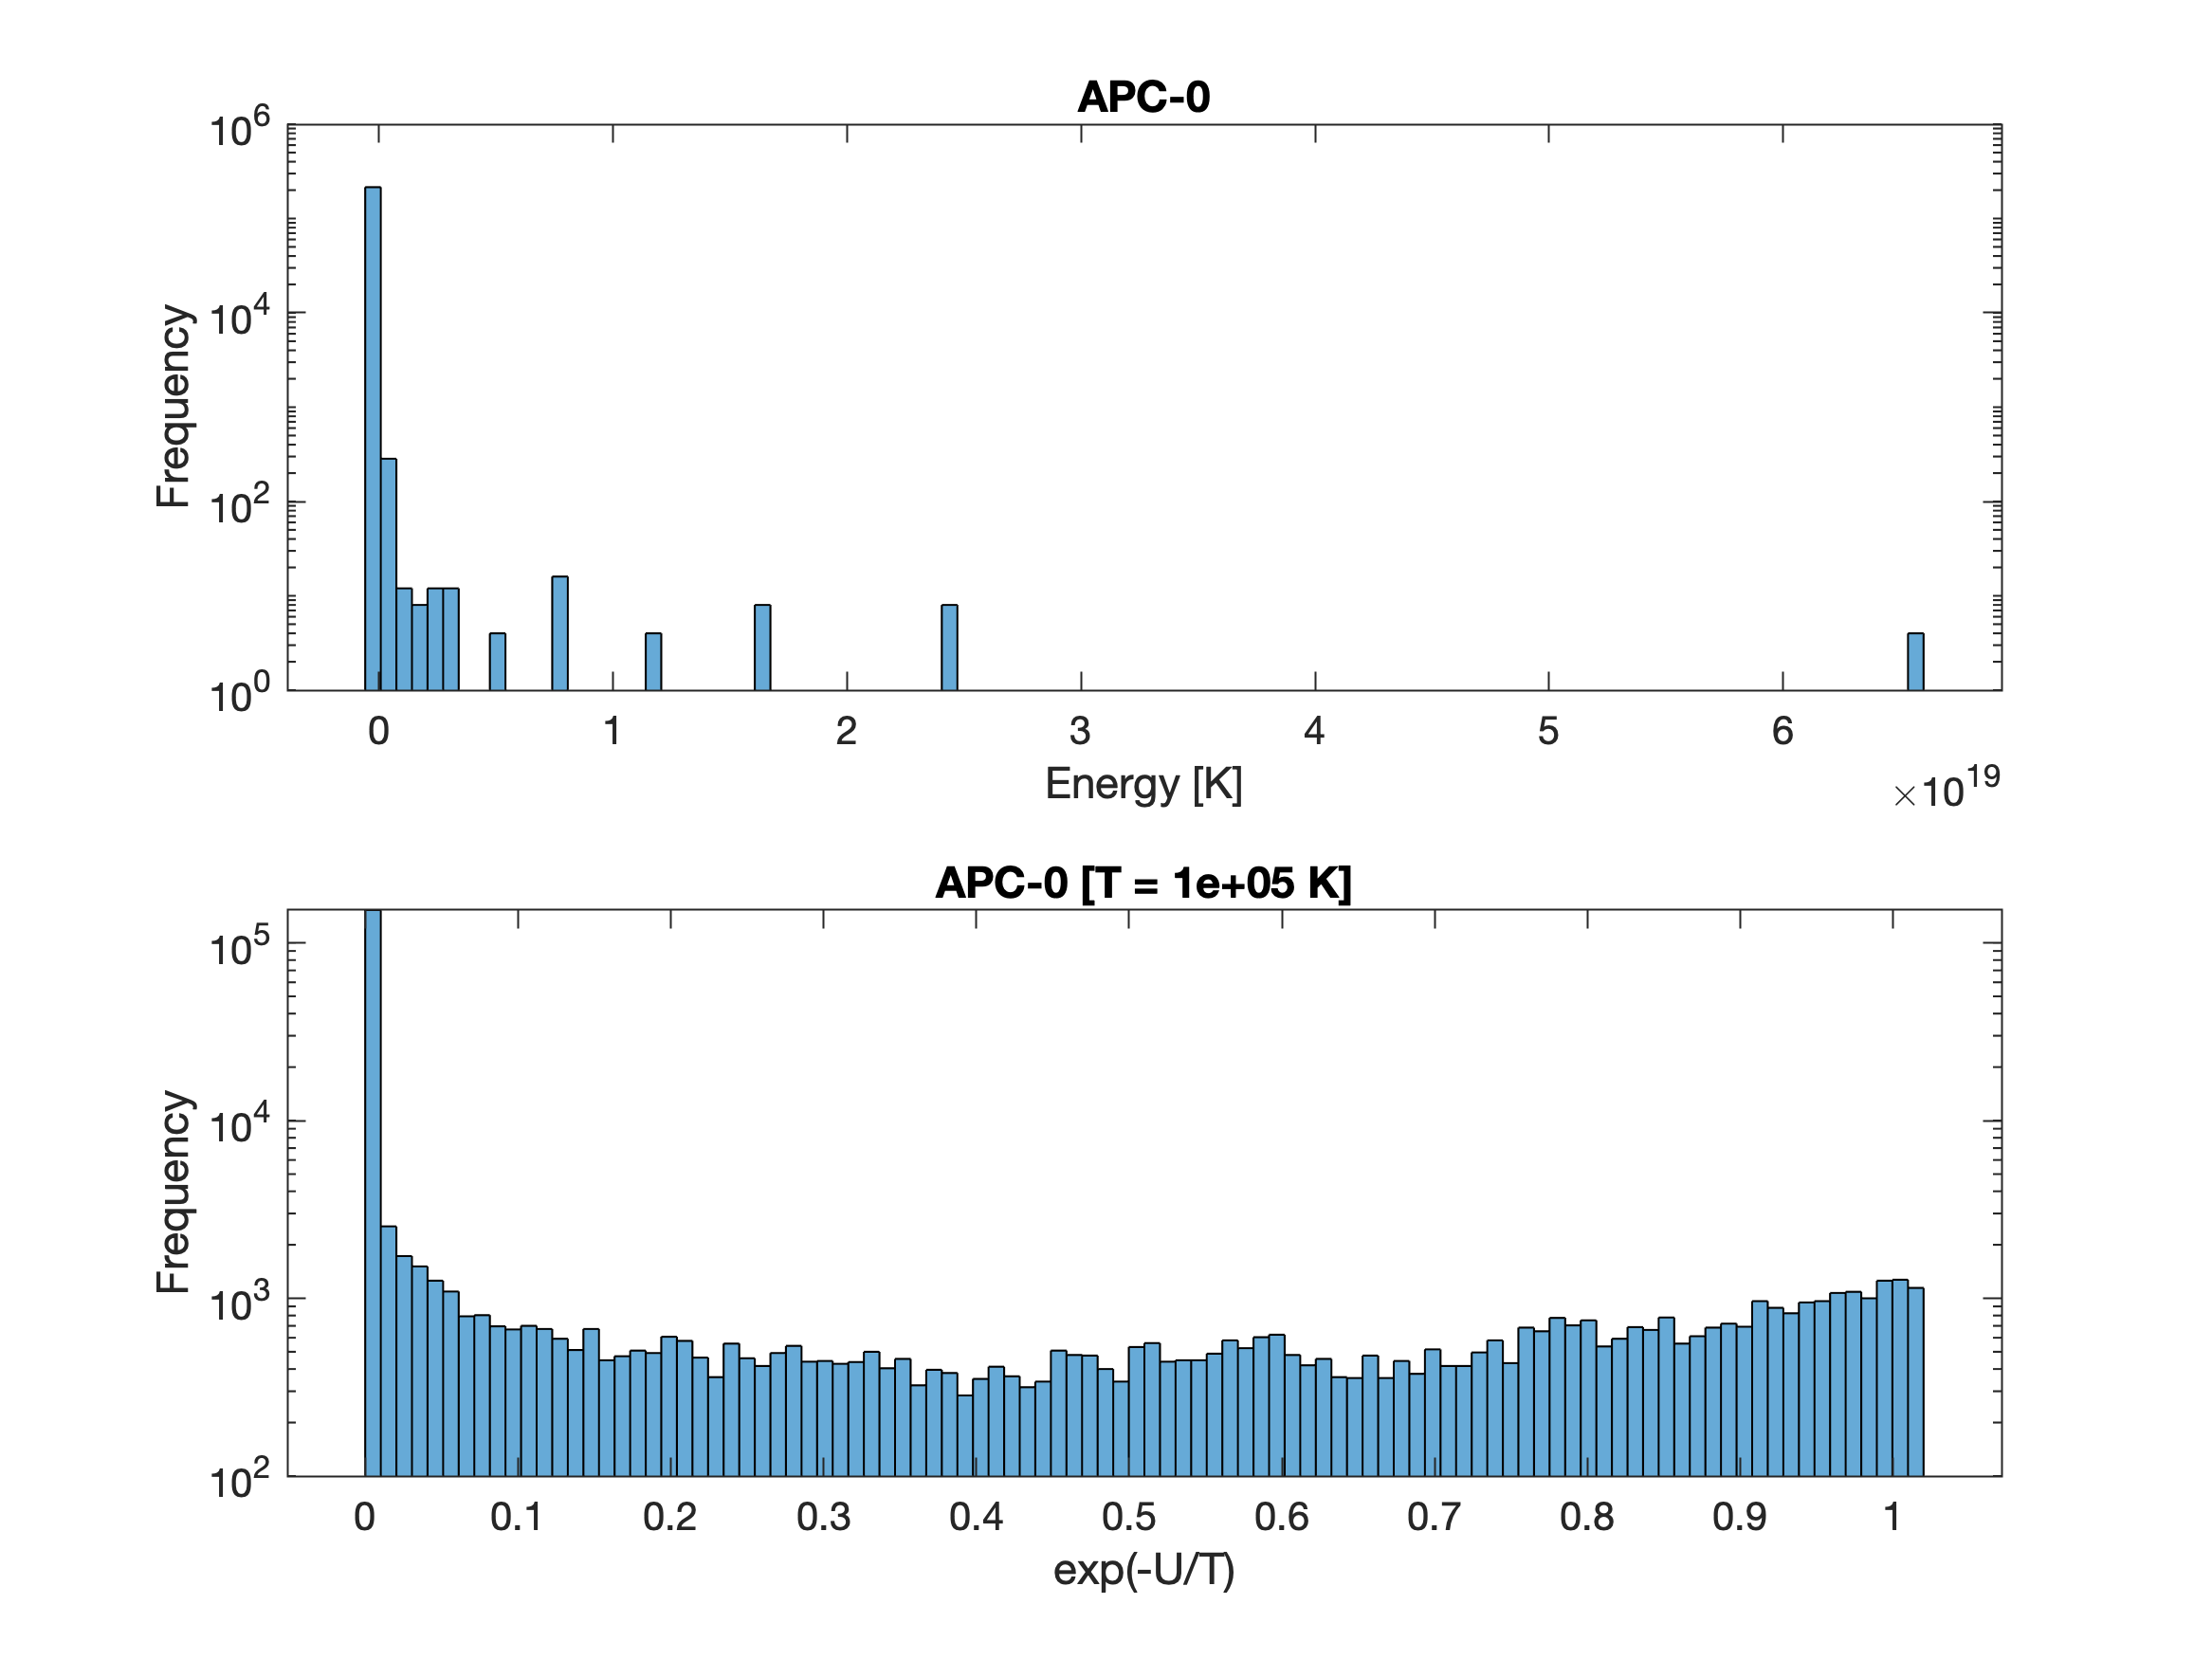 APC-0
10^6
10^4
10^2
10^0
Frequency
0 1 2 3 4 5 6
×10^19
Energy [K]
APC-0 [T = 1e+05 K]
10^5
10^4
10^3
10^2
Frequency
0 0.1 0.2 0.3 0.4 0.5 0.6 0.7 0.8 0.9 1
exp(-U/T)